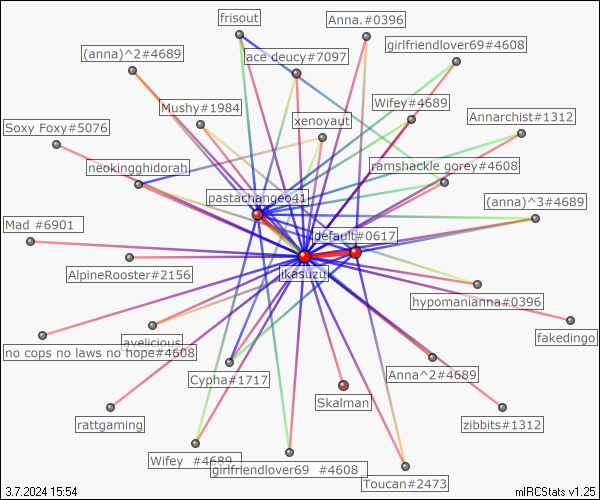 frisout
Anna.#0396
girlfriendlover69#4608
(anna)^2#4689
ace deucy#7097
Mushy#1984
Wifey#4689
Annarchist#1312
Soxy Foxy#5076
xenoyaut
neokingghidorah
ramshackle gorey#4608
pastachangeo41
(anna)^3#4689
Mad #6901
default#0617
AlpineRooster#2156
jkasuzu
hypomanianna#0396
avelicious
fakedingo
no cops no laws no hope#4608
Cypha#1717
Anna^2#4689
Skalman
rattgaming
zibbits#1312
Wifey #4689
girlfriendlover69 #4608
Toucan#2473
3.7.2024 15:54
mIRCStats v1.25